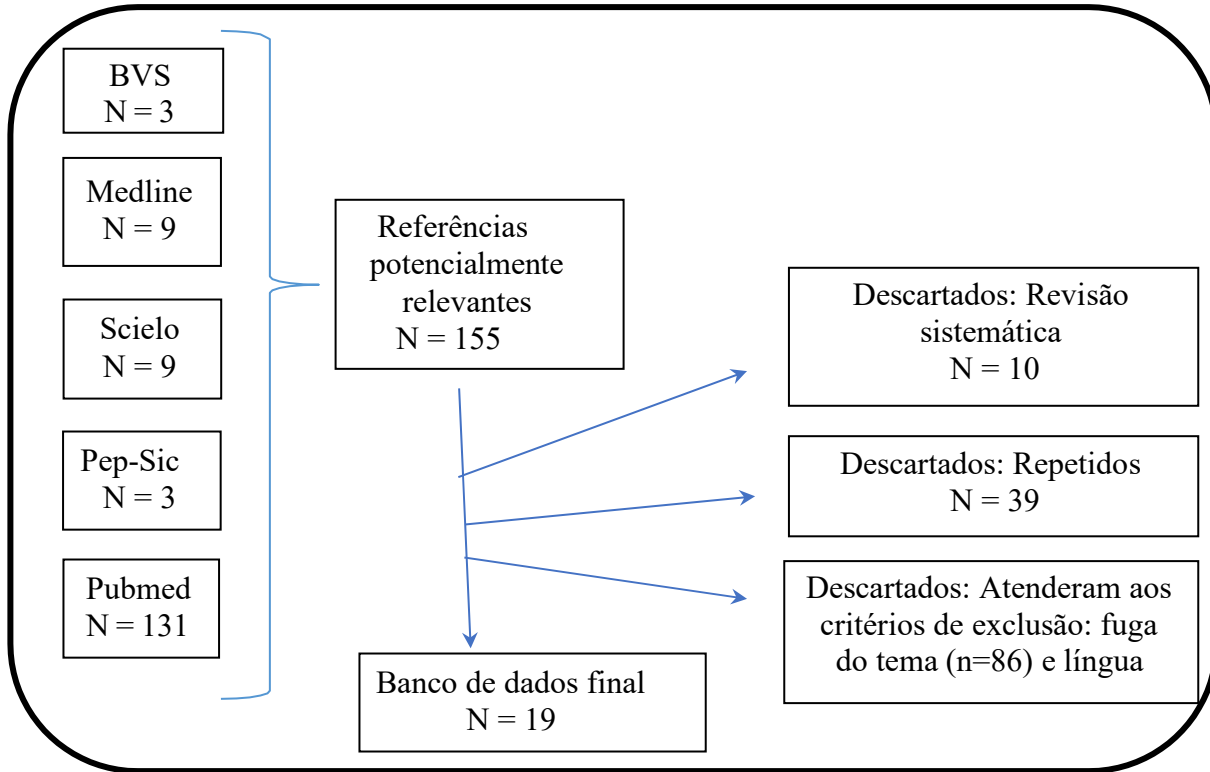 BVS
N = 3
Medline
N = 9
Scielo
N = 9
Pep-Sic
N = 3
Pubmed
N = 131
Referências
potencialmente
relevantes
N = 155
Descartados: Revisão
sistemática
N = 10
Descartados: Repetidos
N = 39
Descartados: Atenderam aos
critérios de exclusão: fuga
do tema (n=86) e língua
Banco de dados final
N = 19